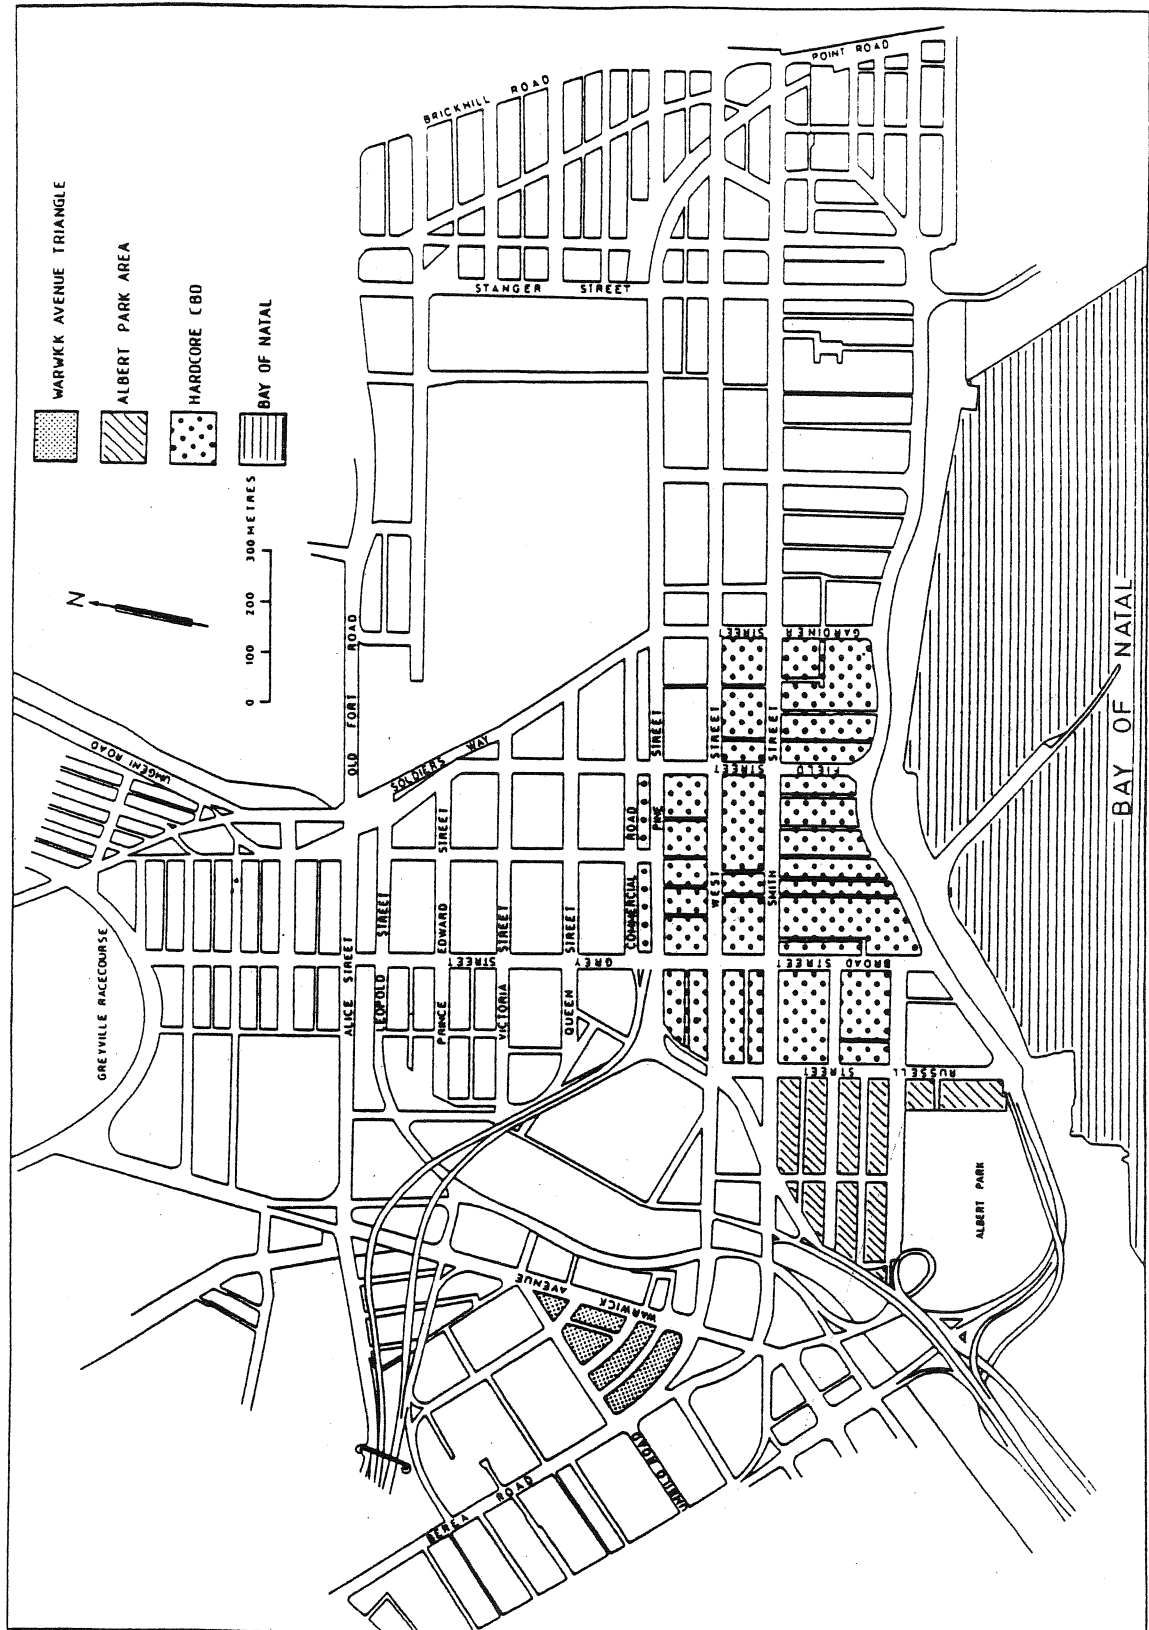 WARWICK AVENUE TRIANGLE
ALBERT PARK AREA
HARDCORE CBD
BAY OF NATAL
N
0 100 200 300 METRES
BRICKHILL ROAD
POINT ROAD
STANGER STREET
OLD FORT ROAD
UMGENI ROAD
SOLDIERS WAY
GREYVILLE RACECOURSE
ALICE STREET
LEOPOLD STREET
PRINCE EDWARD STREET
VICTORIA STREET
QUEEN STREET
GREY STREET
COMMERCIAL ROAD
PINE STREET
WEST STREET
SMITH STREET
GARDINER STREET
FIELD STREET
BROAD STREET
RUSSELL STREET
ALBERT PARK
WARWICK AVENUE
BEREA ROAD
UMBILO ROAD
BAY OF NATAL